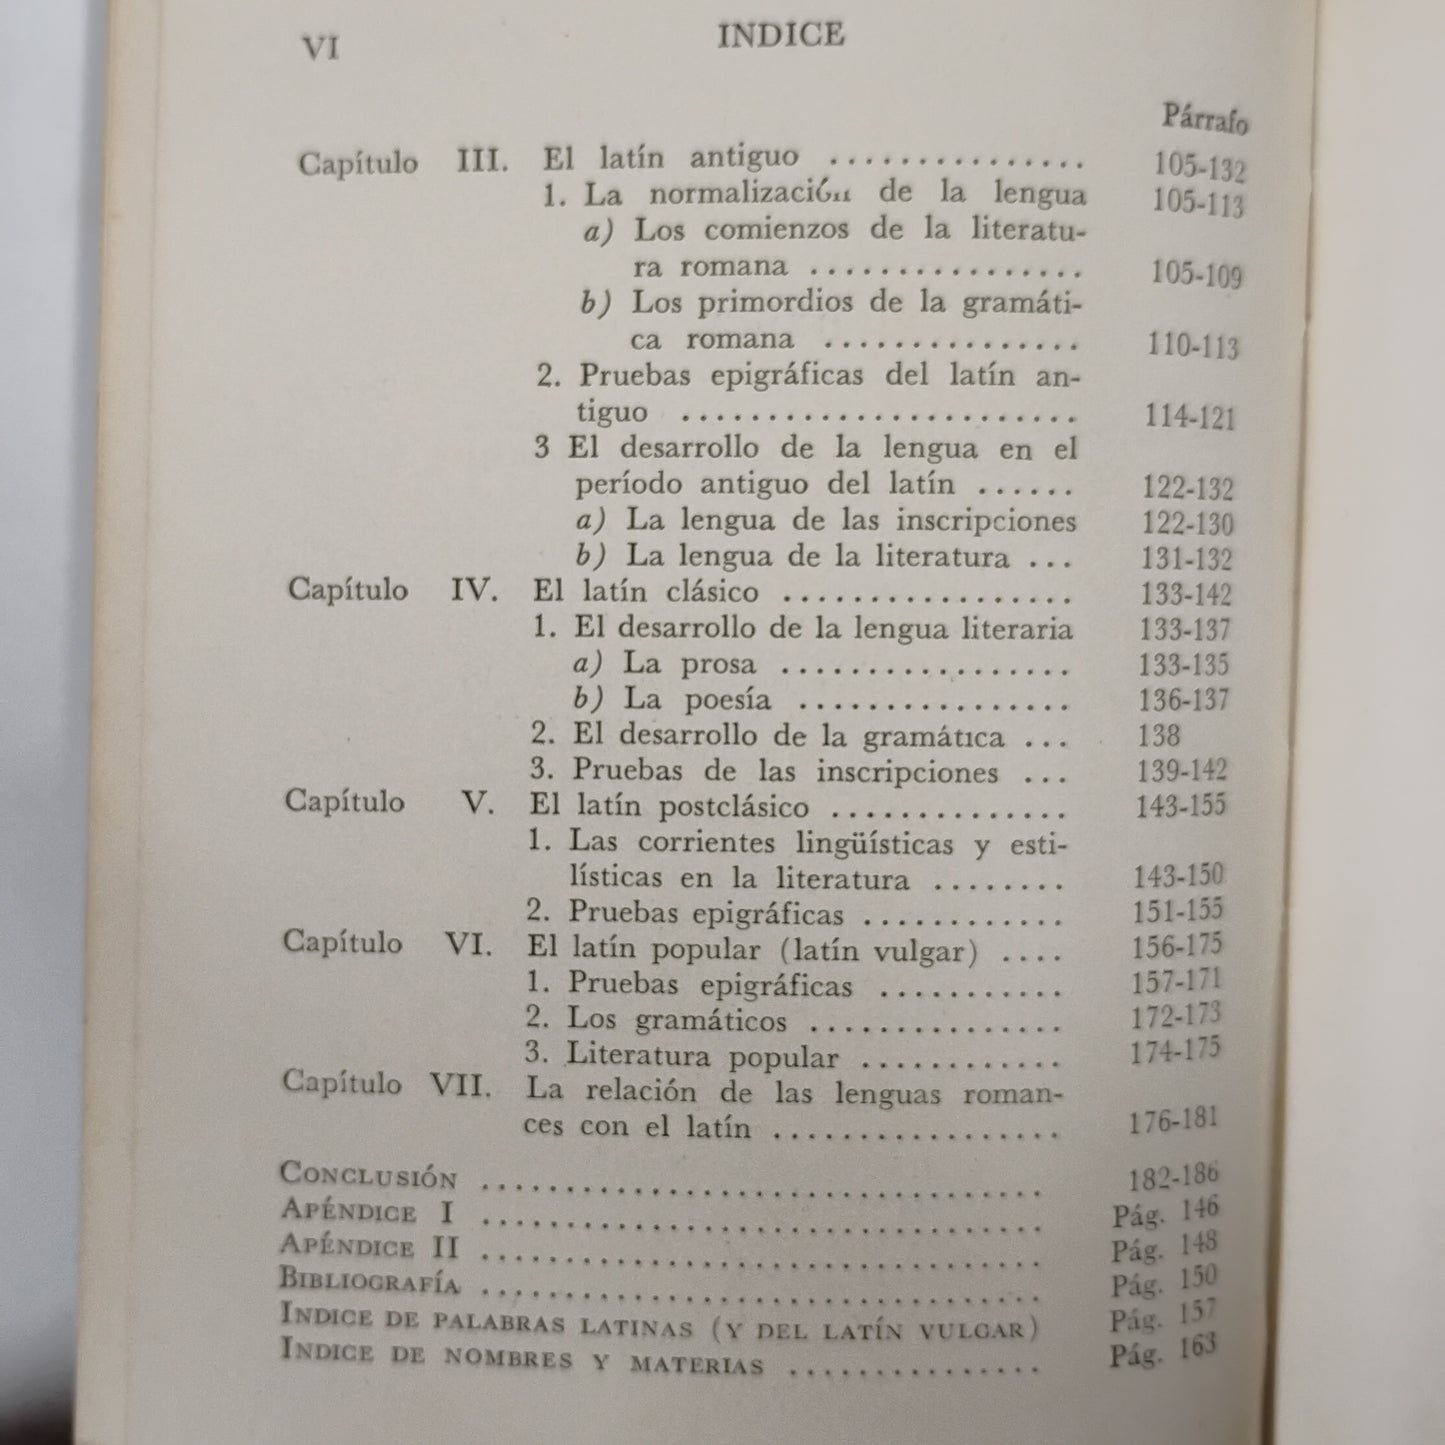 VI INDICE
Párrafo
Capítulo III. El latín antiguo ............... 105-132
1. La normalización de la lengua 105-113
a) Los comienzos de la literatu-
ra romana ................ 105-109
b) Los primordios de la gramáti-
ca romana ............... 110-113
2. Pruebas epigráficas del latín an-
tiguo ....................... 114-121
3 El desarrollo de la lengua en el
período antiguo del latín ...... 122-132
a) La lengua de las inscripciones 122-130
b) La lengua de la literatura ... 131-132
Capítulo IV. El latín clásico ................. 133-142
1. El desarrollo de la lengua literaria 133-137
a) La prosa ................. 133-135
b) La poesía ................ 136-137
2. El desarrollo de la gramática ... 138
3. Pruebas de las inscripciones ... 139-142
Capítulo V. El latín postclásico .............. 143-155
1. Las corrientes lingüísticas y esti-
lísticas en la literatura ........ 143-150
2. Pruebas epigráficas ............ 151-155
Capítulo VI. El latín popular (latín vulgar) .... 156-175
1. Pruebas epigráficas ........... 157-171
2. Los gramáticos ............... 172-173
3. Literatura popular ............ 174-175
Capítulo VII. La relación de las lenguas roman-
ces con el latín ................. 176-181
CONCLUSIÓN .................................. 182-186
APÉNDICE I .................................. Pág. 146
APÉNDICE II .................................. Pág. 148
BIBLIOGRAFÍA .................................. Pág. 150
INDICE DE PALABRAS LATINAS (Y DEL LATÍN VULGAR) Pág. 157
INDICE DE NOMBRES Y MATERIAS ............... Pág. 163